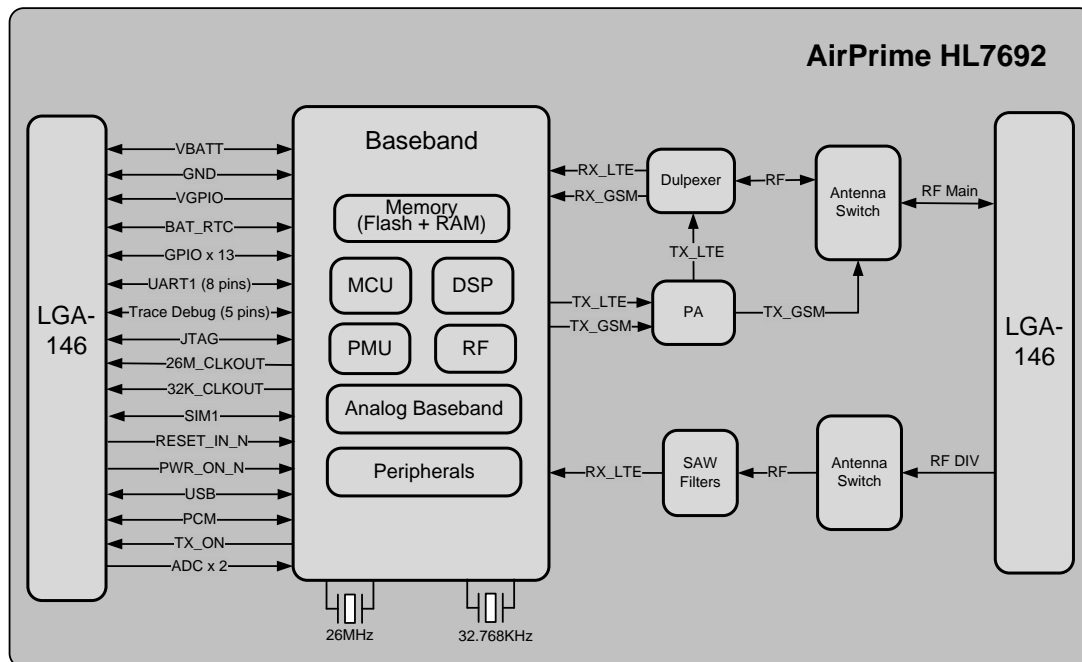 AirPrime HL7692
LGA-
146
VBATT
GND
VGPIO
BAT_RTC
GPIO x 13
UART1 (8 pins)
Trace Debug (5 pins)
JTAG
26M_CLKOUT
32K_CLKOUT
SIM1
RESET_IN_N
PWR_ON_N
USB
PCM
TX_ON
ADC x 2
Baseband
Memory
(Flash + RAM)
MCU
DSP
PMU
RF
Analog Baseband
Peripherals
26MHz
32.768KHz
RX_LTE
RX_GSM
Dulpexer
RF
Antenna
Switch
RF Main
TX_LTE
TX_LTE
TX_GSM
PA
TX_GSM
RX_LTE
SAW
Filters
RF
Antenna
Switch
RF DIV
LGA-
146